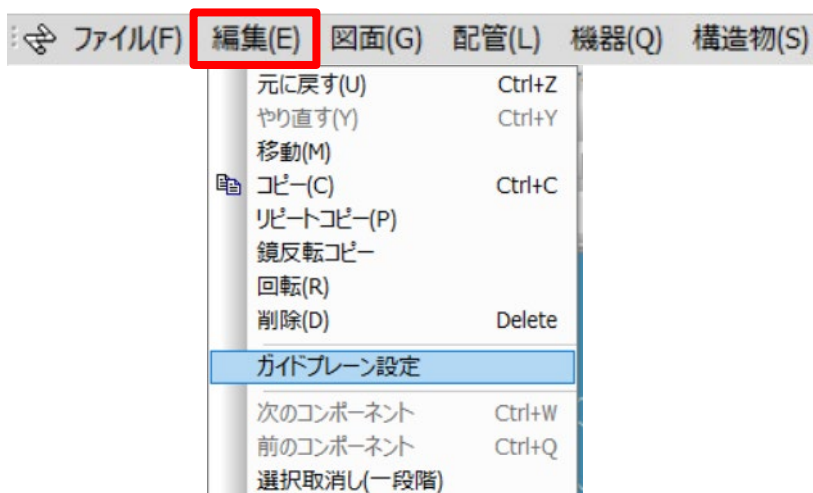 ファイル(F) 編集(E) 図面(G) 配管(L) 機器(Q) 構造物(S)
元に戻す(U) Ctrl+Z
やり直す(Y) Ctrl+Y
移動(M)
コピー(C) Ctrl+C
リピートコピー(P)
鏡反転コピー
回転(R)
削除(D) Delete
ガイドプレーン設定
次のコンポーネント Ctrl+W
前のコンポーネント Ctrl+Q
選択取消し(一段階)